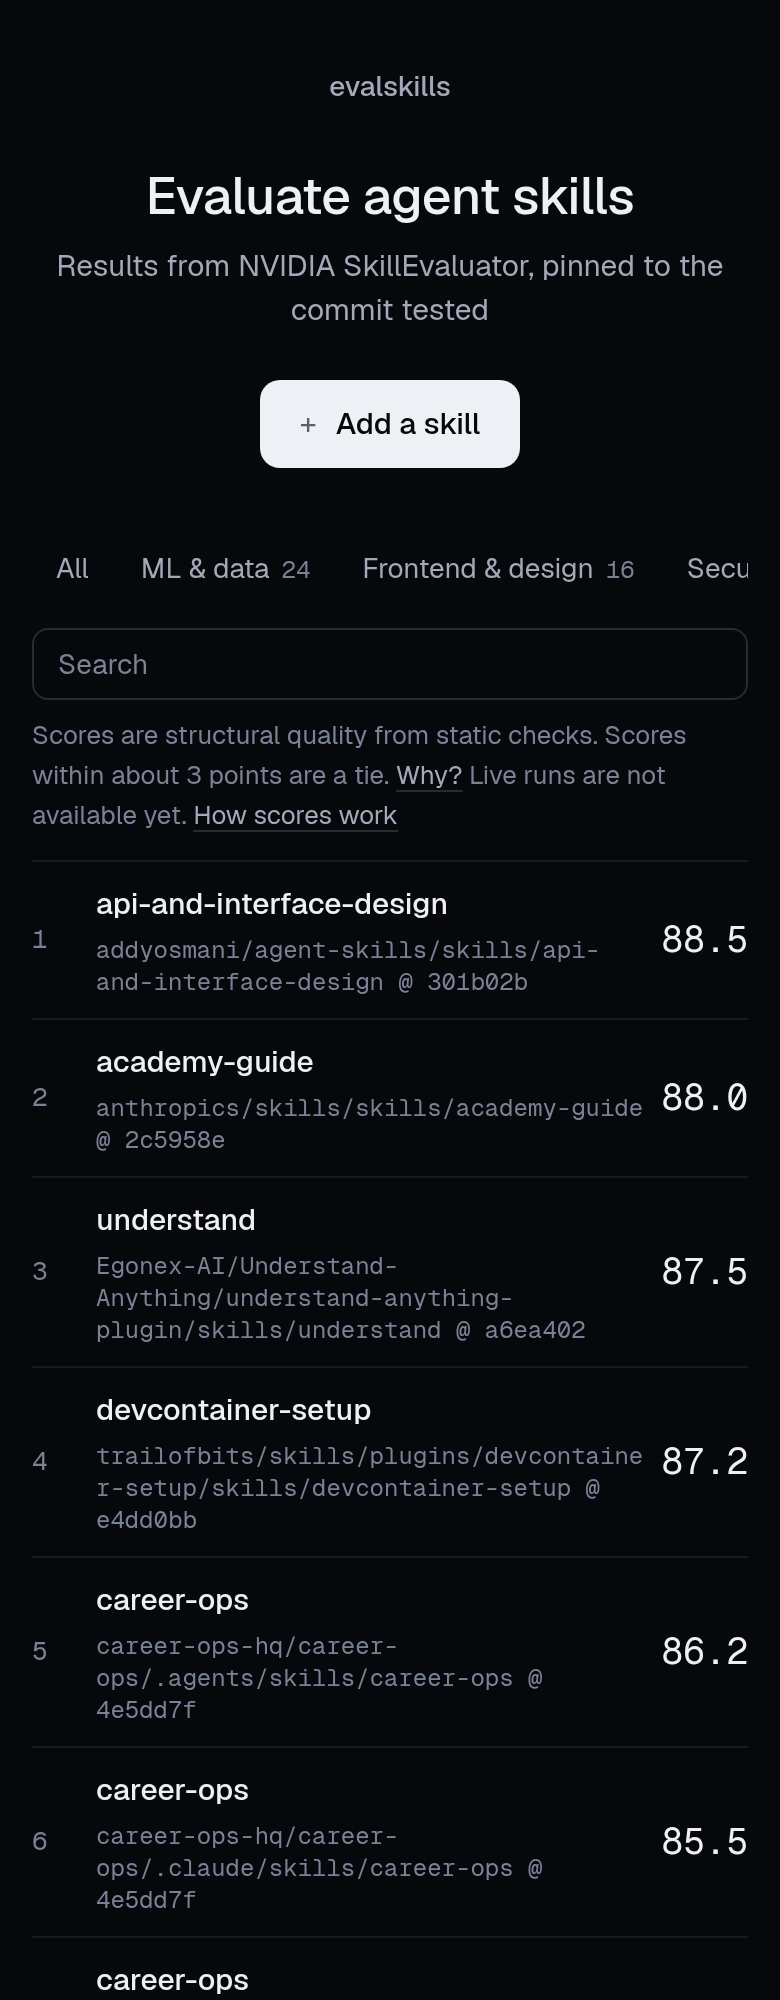 evalskills
Evaluate agent skills
Results from NVIDIA SkillEvaluator, pinned to the
commit tested
+ Add a skill
All ML & data 24 Frontend & design 16 Secu
Search
Scores are structural quality from static checks. Scores
within about 3 points are a tie. Why? Live runs are not
available yet. How scores work
1
api-and-interface-design
addyosmani/agent-skills/skills/api-
and-interface-design @ 301b02b
88.5
2
academy-guide
anthropics/skills/skills/academy-guide
@ 2c5958e
88.0
3
understand
Egonex-AI/Understand-
Anything/understand-anything-
plugin/skills/understand @ a6ea402
87.5
4
devcontainer-setup
trailofbits/skills/plugins/devcontaine
r-setup/skills/devcontainer-setup @
e4dd0bb
87.2
5
career-ops
career-ops-hq/career-
ops/.agents/skills/career-ops @
4e5dd7f
86.2
6
career-ops
career-ops-hq/career-
ops/.claude/skills/career-ops @
4e5dd7f
85.5
career-ops